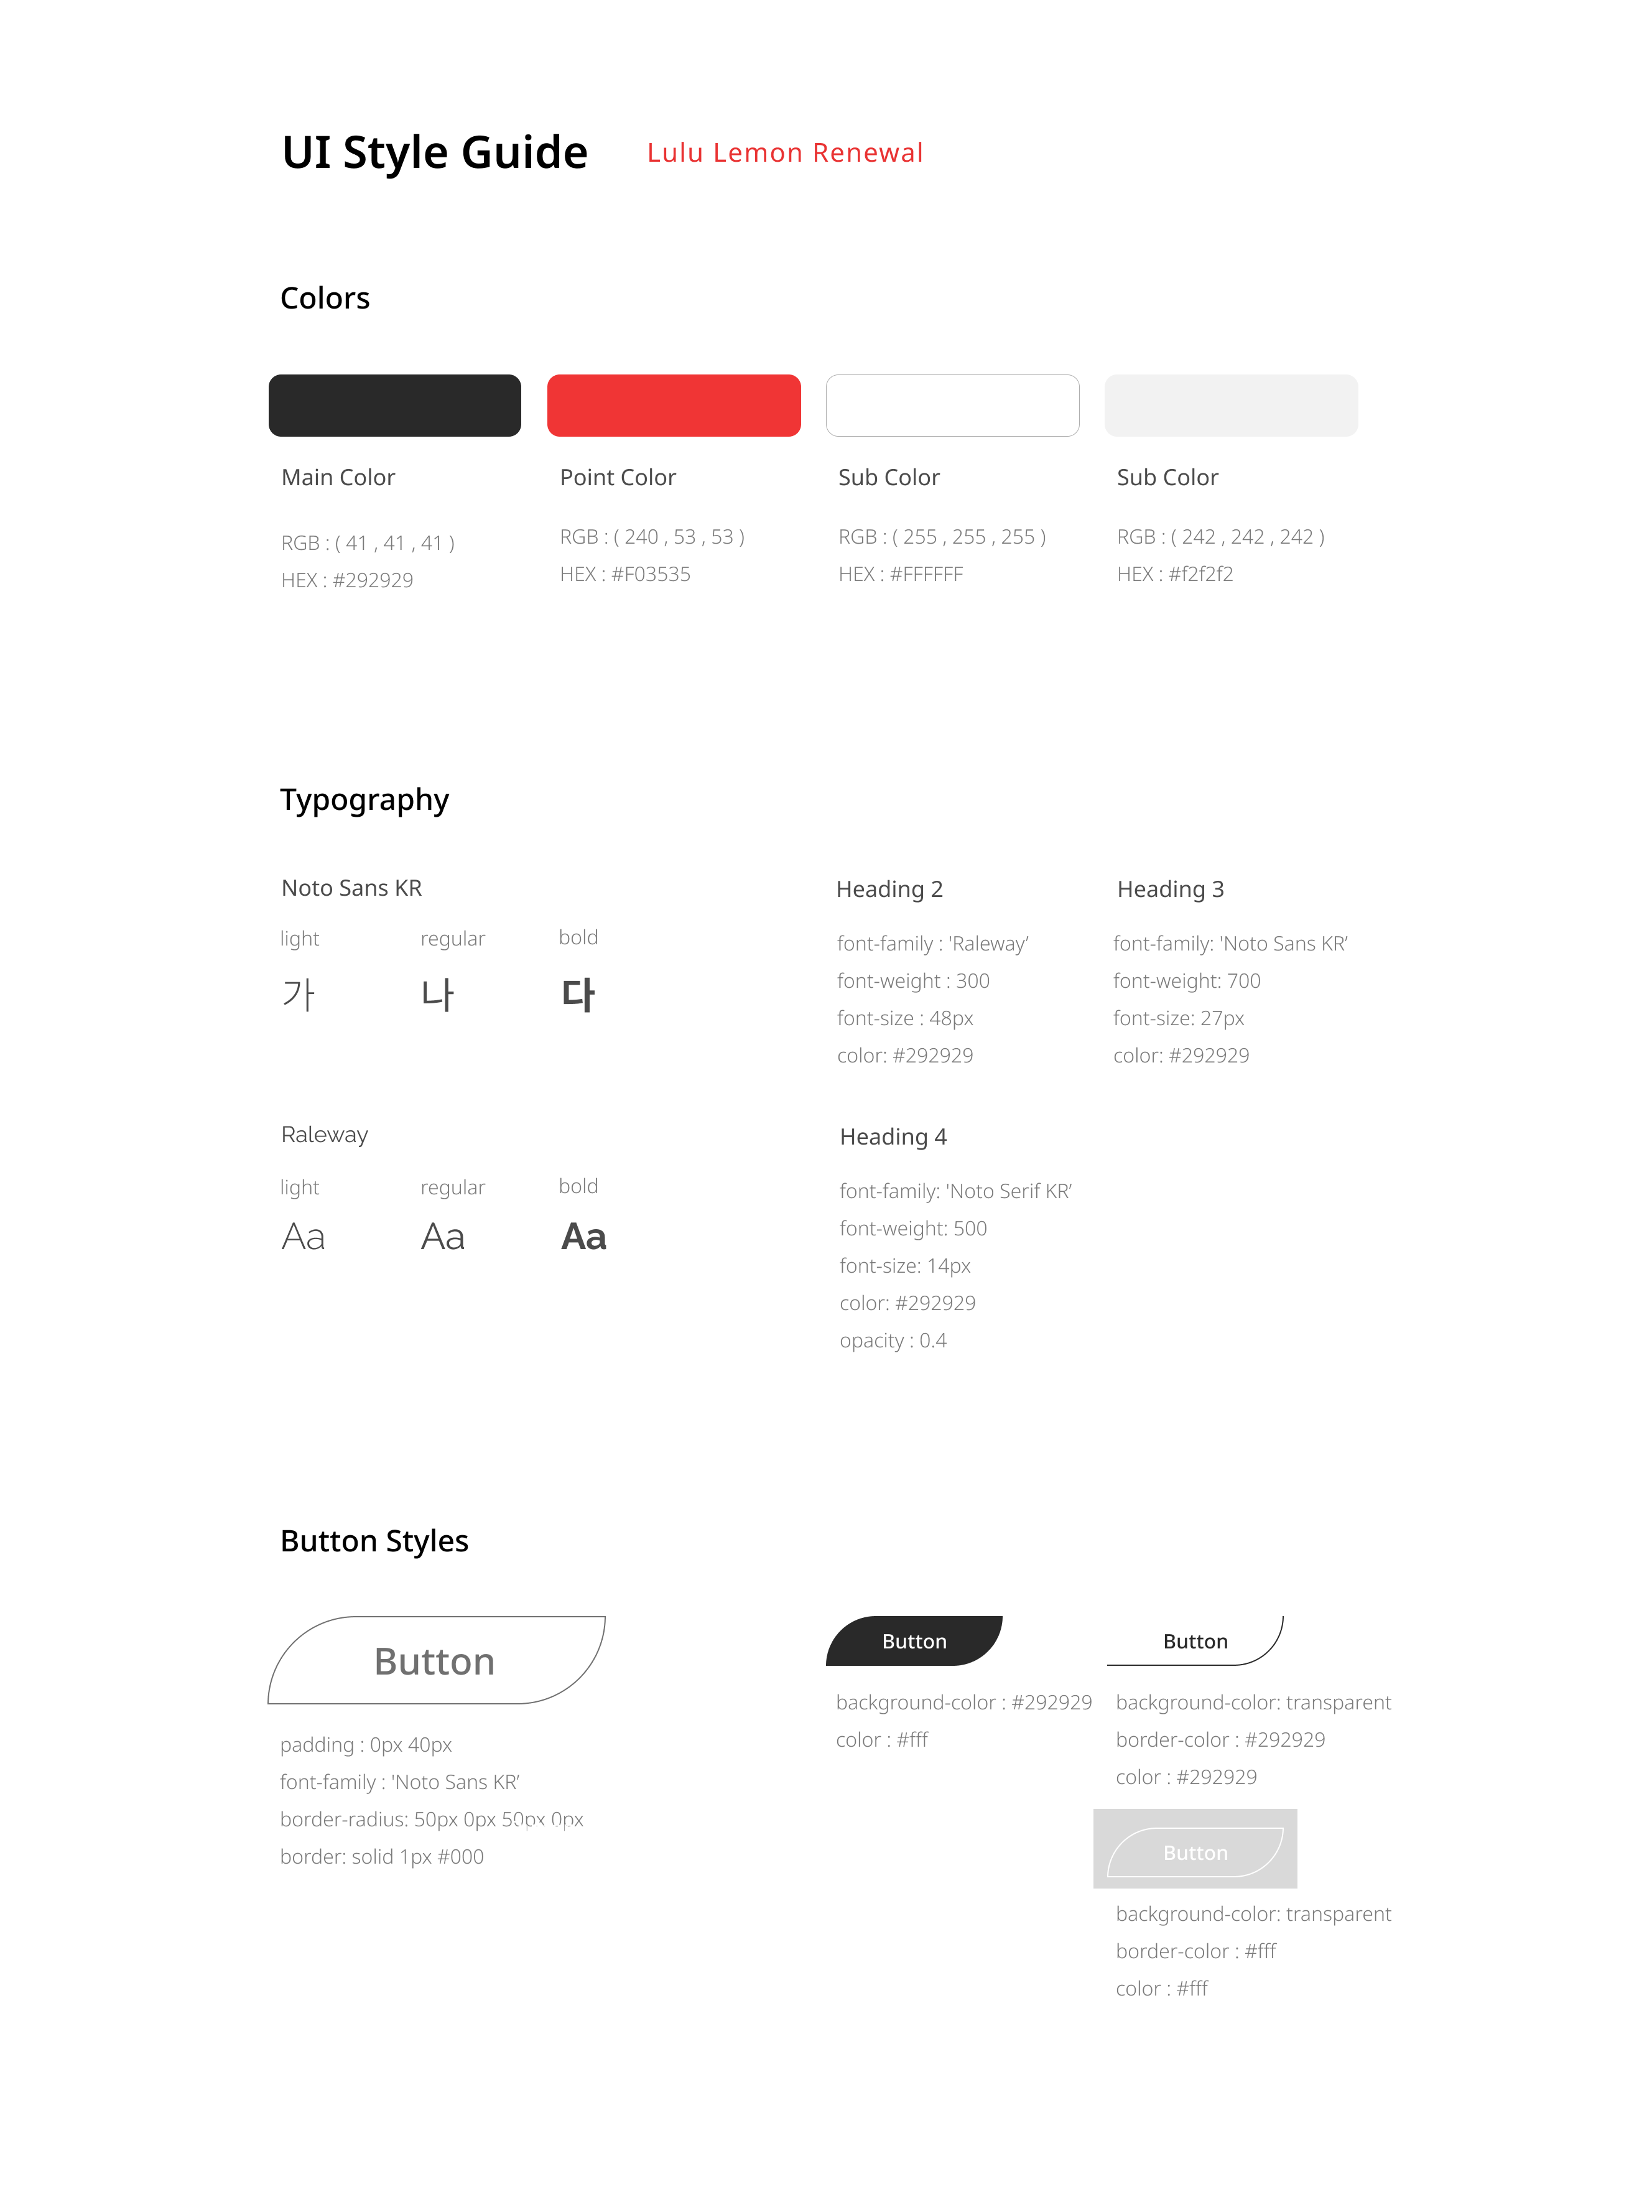 UI Style Guide
Lulu Lemon Renewal
Colors
Main Color
RGB : ( 41 , 41 , 41 )
HEX : #292929
Point Color
RGB : ( 240 , 53 , 53 )
HEX : #F03535
Sub Color
RGB : ( 255 , 255 , 255 )
HEX : #FFFFFF
Sub Color
RGB : ( 242 , 242 , 242 )
HEX : #f2f2f2
Typography
Noto Sans KR
light
regular
bold
가
나
다
Raleway
light
regular
bold
Aa
Aa
Aa
Heading 2
font-family : 'Raleway’
font-weight : 300
font-size : 48px
color: #292929
Heading 3
font-family: 'Noto Sans KR’
font-weight: 700
font-size: 27px
color: #292929
Heading 4
font-family: 'Noto Serif KR’
font-weight: 500
font-size: 14px
color: #292929
opacity : 0.4
Button Styles
Button
padding : 0px 40px
font-family : 'Noto Sans KR’
border-radius: 50px 0px 50px 0px
border: solid 1px #000
Button
background-color : #292929
color : #fff
Button
background-color: transparent
border-color : #292929
color : #292929
Button
background-color: transparent
border-color : #fff
color : #fff